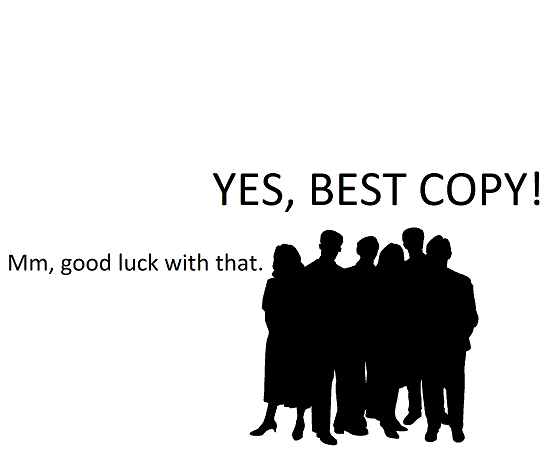 YES, BEST COPY!
Mm, good luck with that.